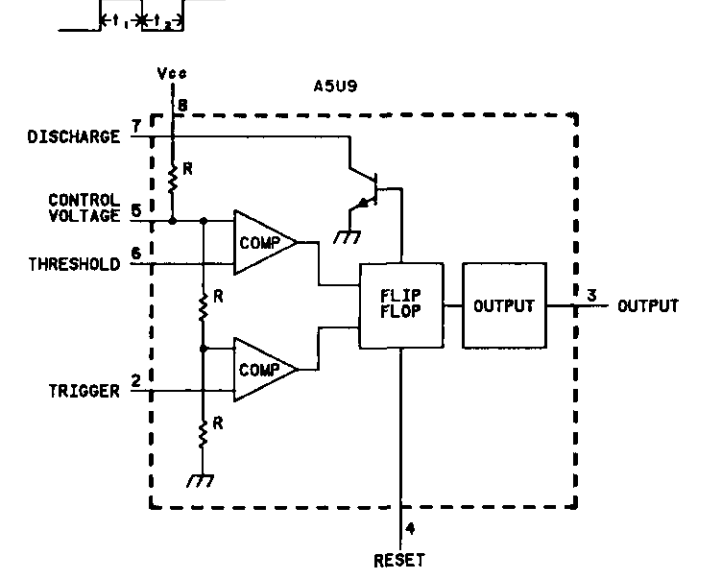 t₁ t₂
Vcc
A5U9
8
DISCHARGE 7
R
CONTROL
VOLTAGE 5
COMP
THRESHOLD 6
R
FLIP
FLOP
OUTPUT
3 OUTPUT
COMP
TRIGGER 2
R
4
RESET